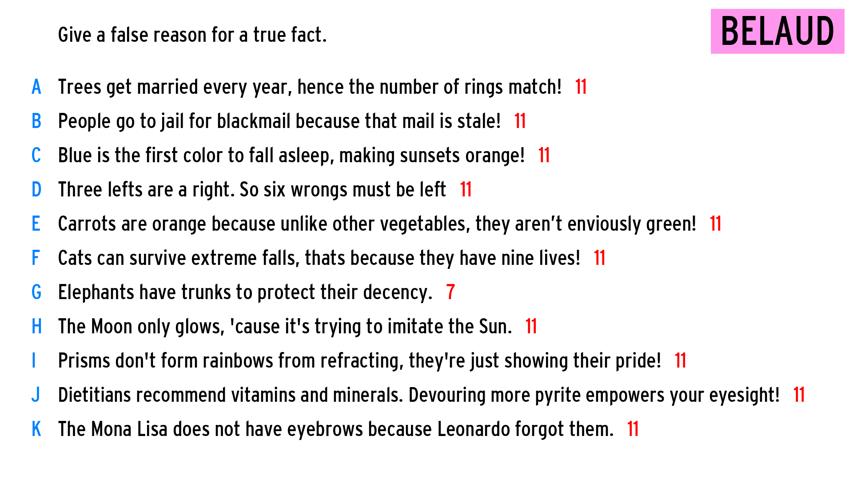 Give a false reason for a true fact.
BELAUD
A Trees get married every year, hence the number of rings match! 11
B People go to jail for blackmail because that mail is stale! 11
C Blue is the first color to fall asleep, making sunsets orange! 11
D Three lefts are a right. So six wrongs must be left 11
E Carrots are orange because unlike other vegetables, they aren’t enviously green! 11
F Cats can survive extreme falls, thats because they have nine lives! 11
G Elephants have trunks to protect their decency. 7
H The Moon only glows, 'cause it's trying to imitate the Sun. 11
I Prisms don't form rainbows from refracting, they're just showing their pride! 11
J Dietitians recommend vitamins and minerals. Devouring more pyrite empowers your eyesight! 11
K The Mona Lisa does not have eyebrows because Leonardo forgot them. 11